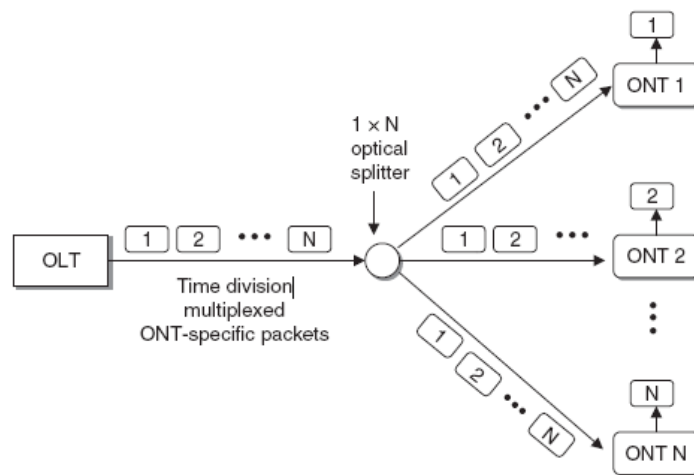 1
ONT 1
1 × N
optical
splitter
1 2 ••• N
2
1 2 ••• N
1 2 •••
OLT
ONT 2
Time division
multiplexed
ONT-specific packets
1 2 ••• N
N
ONT N